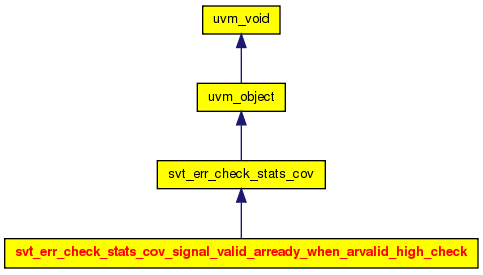 uvm_void
uvm_object
svt_err_check_stats_cov
svt_err_check_stats_cov_signal_valid_arready_when_arvalid_high_check